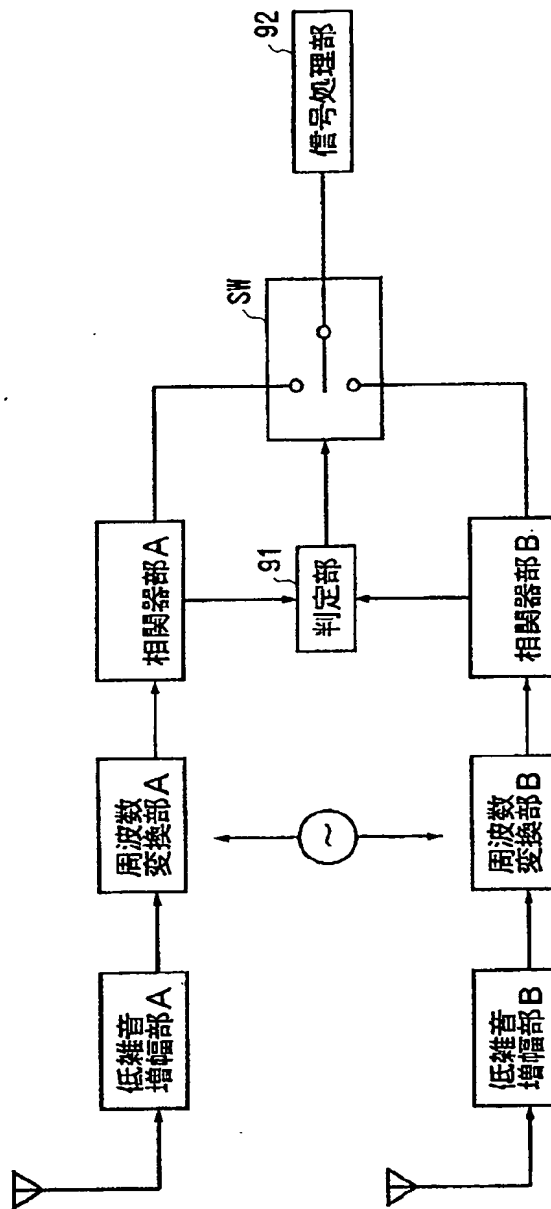 低雑音
増幅部A
周波数
変換部A
相関器部A
91
判定部
SW
92
信号処理部
~
低雑音
増幅部B
周波数
変換部B
相関器部B